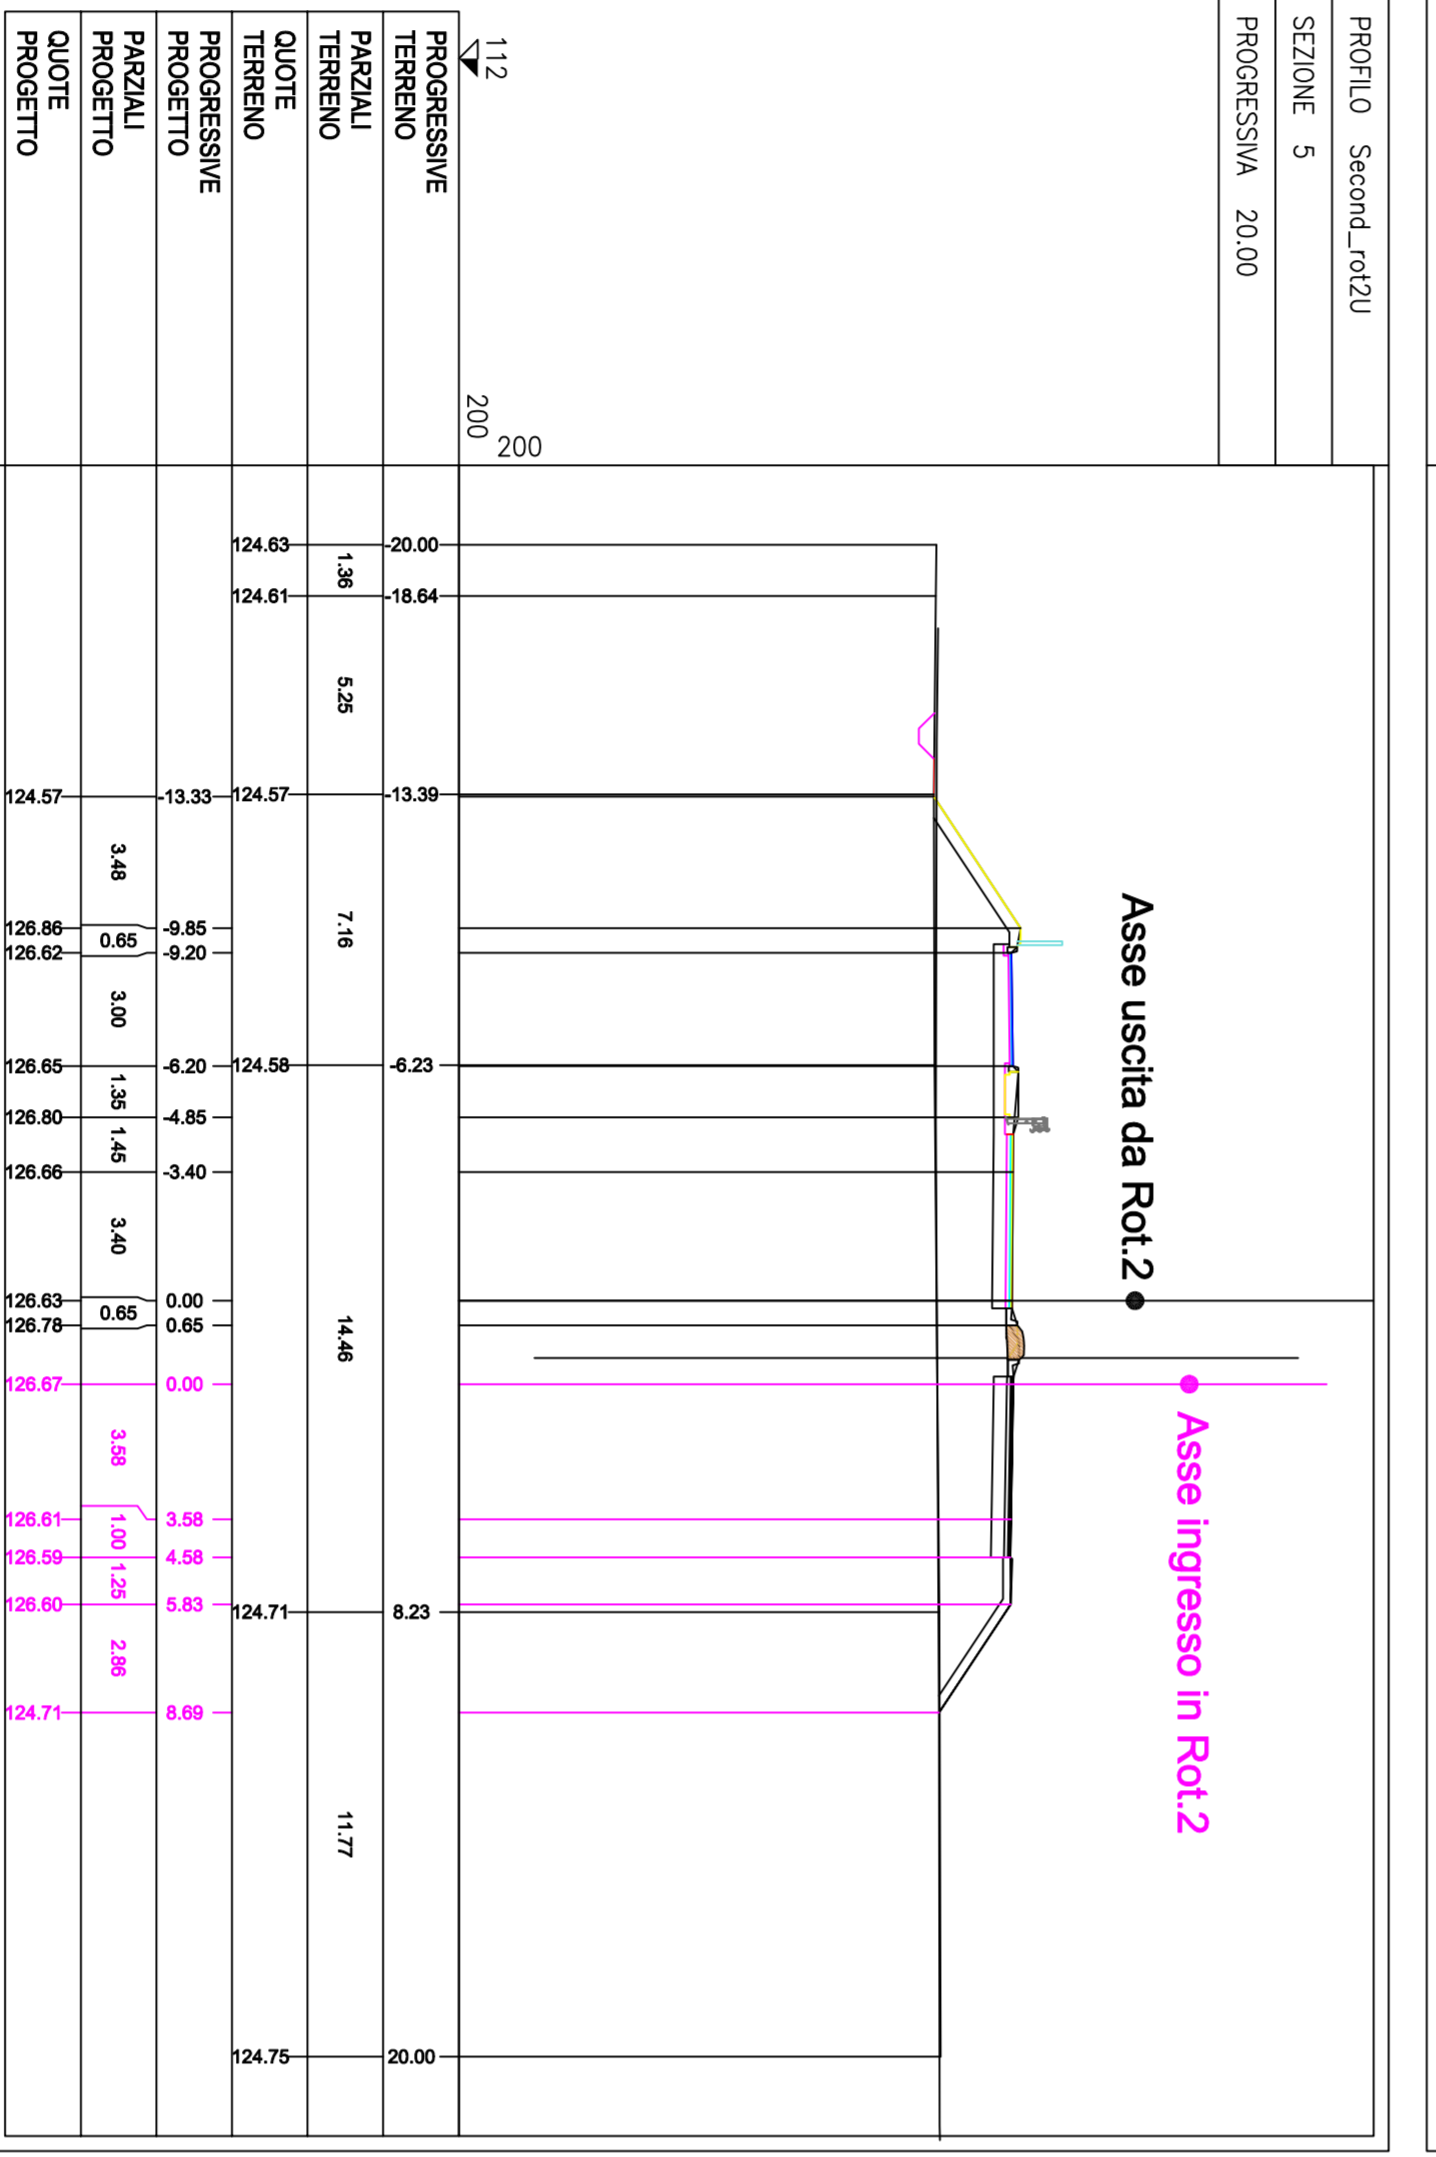 PROFILO Second_rot2U
SEZIONE 5
PROGRESSIVA 20.00
Asse uscita da Rot.2
Asse ingresso in Rot.2
112
200
200
PROGRESSIVE
TERRENO
-20.00 -18.64 -13.39 -6.23 8.23 20.00
PARZIALI
TERRENO
1.36 5.25 7.16 14.46 11.77
QUOTE
TERRENO
124.63 124.61 124.57 124.58 124.71 124.75
PROGRESSIVE
PROGETTO
-13.33 -9.85 -9.20 -6.20 -4.85 -3.40 0.00 0.65 0.00 3.58 4.58 5.83 8.69
PARZIALI
PROGETTO
3.48 0.65 3.00 1.35 1.45 3.40 0.65 3.58 1.00 1.25 2.86
QUOTE
PROGETTO
124.57 126.86 126.62 126.65 126.80 126.66 126.63 126.78 126.67 126.61 126.59 126.60 124.71